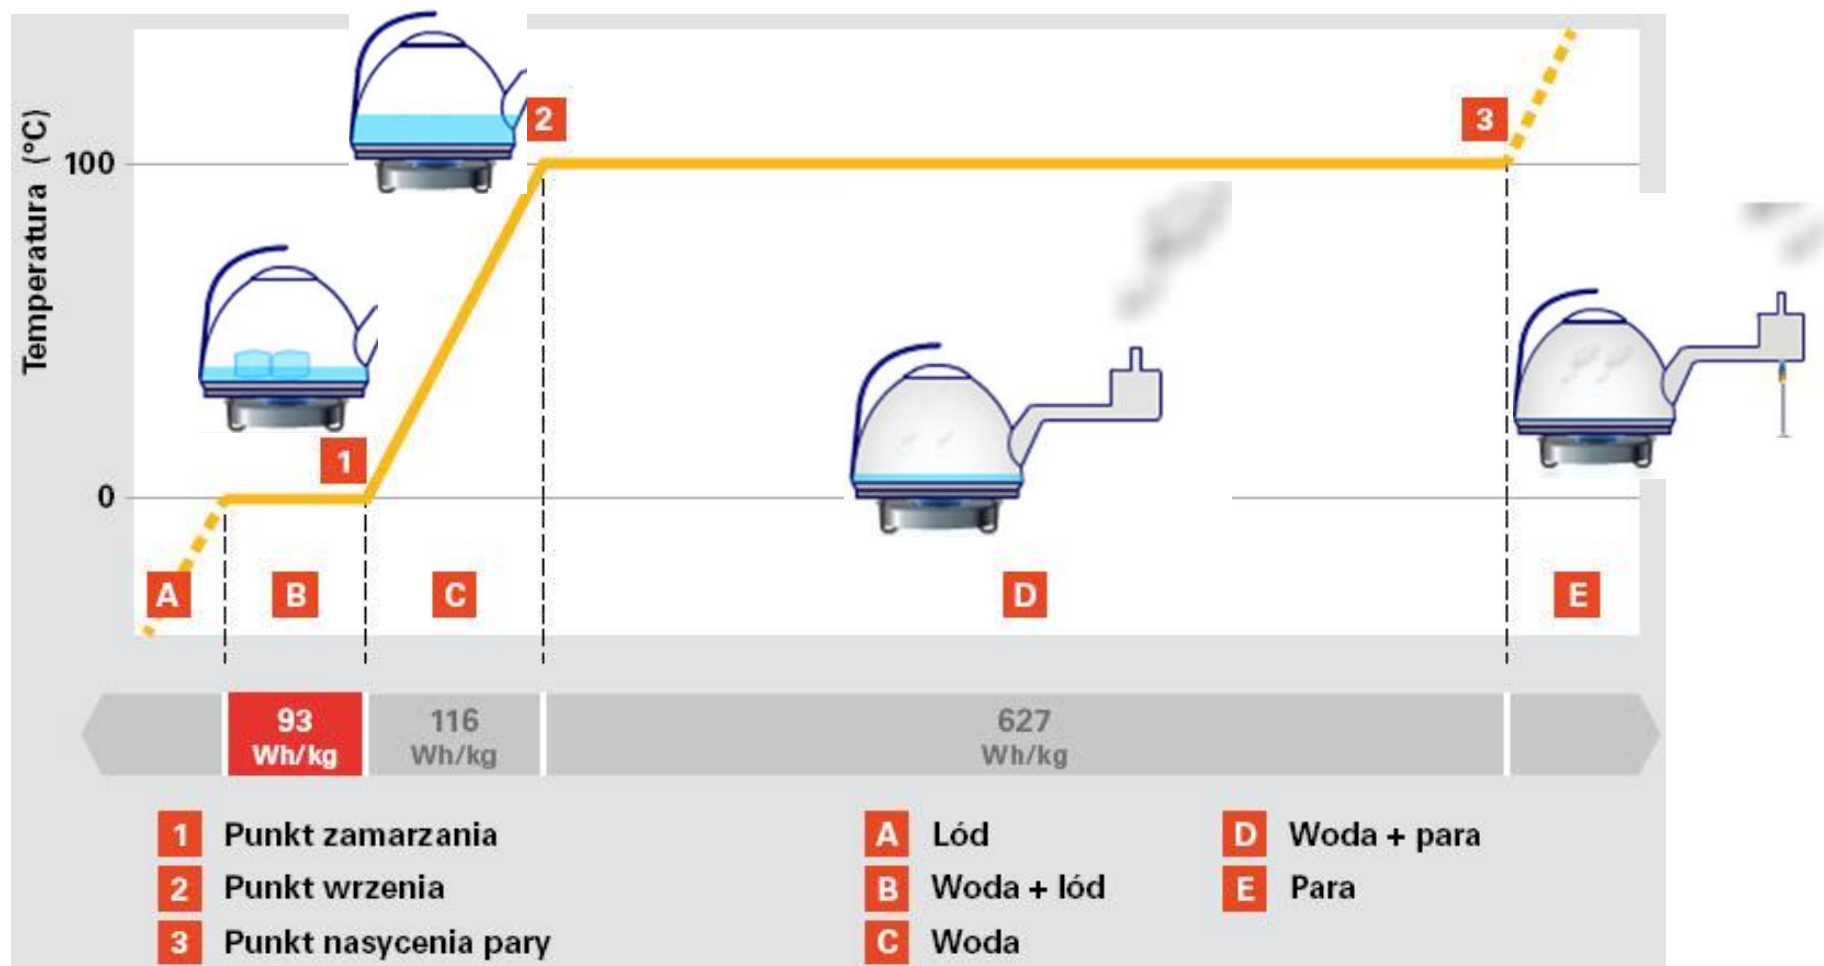 Temperatura (°C)
100
0
1
2
3
A
B
C
D
E
93
Wh/kg
116
Wh/kg
627
Wh/kg
1 Punkt zamarzania
2 Punkt wrzenia
3 Punkt nasycenia pary
A Lód
B Woda + lód
C Woda
D Woda + para
E Para